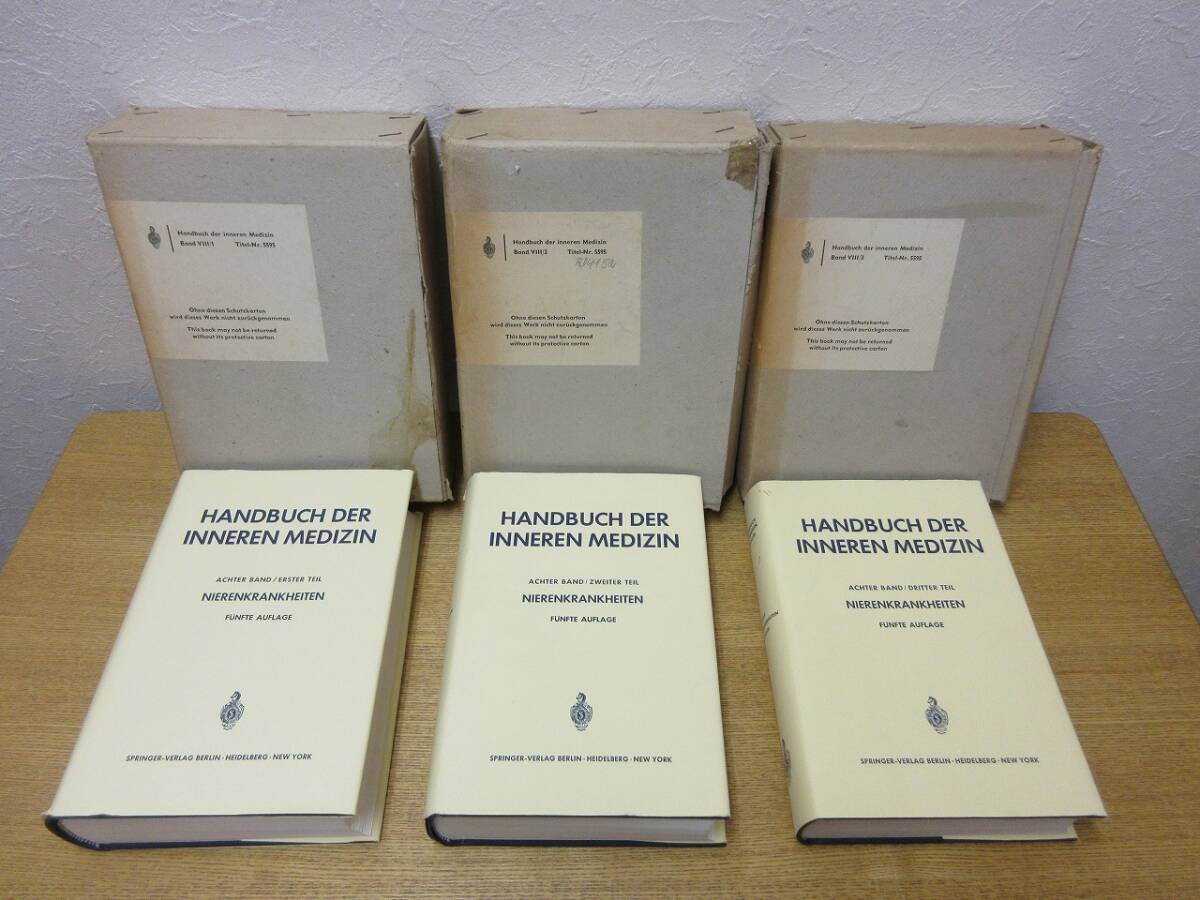 Handbuch der inneren Medizin
Band VIII/1 Titel-Nr. 5595
Ohne diesen Schutzkarton
wird dieses Werk nicht zurückgenommen
This book may not be returned
without its protective carton
Handbuch der inneren Medizin
Band VIII/2 Titel-Nr. 5595
Ohne diesen Schutzkarton
wird dieses Werk nicht zurückgenommen
This book may not be returned
without its protective carton
Handbuch der inneren Medizin
Band VIII/3 Titel-Nr. 5595
Ohne diesen Schutzkarton
wird dieses Werk nicht zurückgenommen
This book may not be returned
without its protective carton
HANDBUCH DER
INNEREN MEDIZIN
ACHTER BAND / ERSTER TEIL
NIERENKRANKHEITEN
FÜNFTE AUFLAGE
SPRINGER-VERLAG BERLIN · HEIDELBERG · NEW YORK
HANDBUCH DER
INNEREN MEDIZIN
ACHTER BAND / ZWEITER TEIL
NIERENKRANKHEITEN
FÜNFTE AUFLAGE
SPRINGER-VERLAG BERLIN · HEIDELBERG · NEW YORK
HANDBUCH DER
INNEREN MEDIZIN
ACHTER BAND / DRITTER TEIL
NIERENKRANKHEITEN
FÜNFTE AUFLAGE
SPRINGER-VERLAG BERLIN · HEIDELBERG · NEW YORK